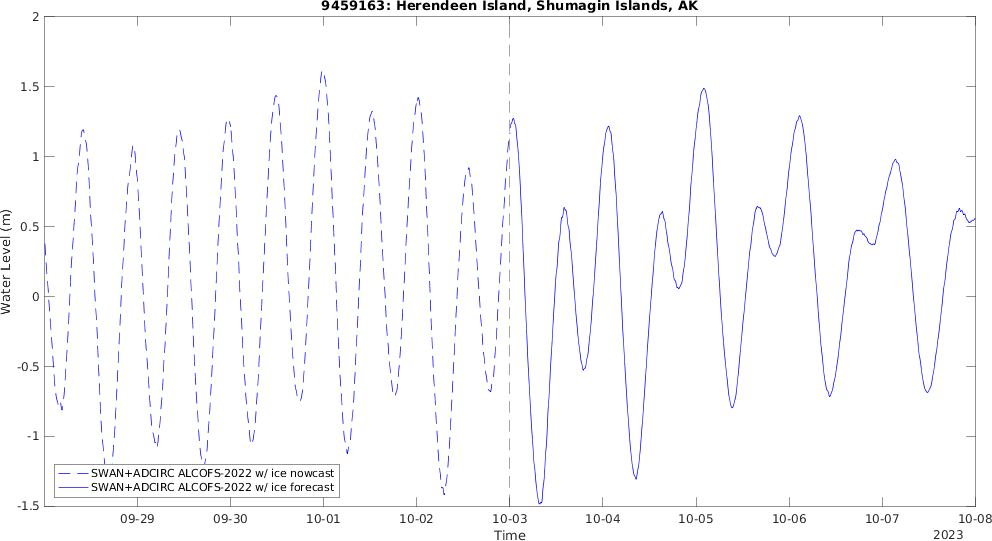 9459163: Herendeen Island, Shumagin Islands, AK
2
1.5
1
0.5
0
-0.5
-1
-1.5
Water Level (m)
SWAN+ADCIRC ALCOFS-2022 w/ ice nowcast
SWAN+ADCIRC ALCOFS-2022 w/ ice forecast
09-29 09-30 10-01 10-02 10-03 10-04 10-05 10-06 10-07 10-08
Time
2023